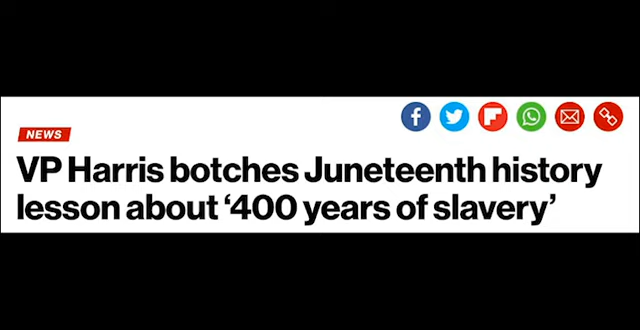 NEWS
VP Harris botches Juneteenth history
lesson about ‘400 years of slavery’